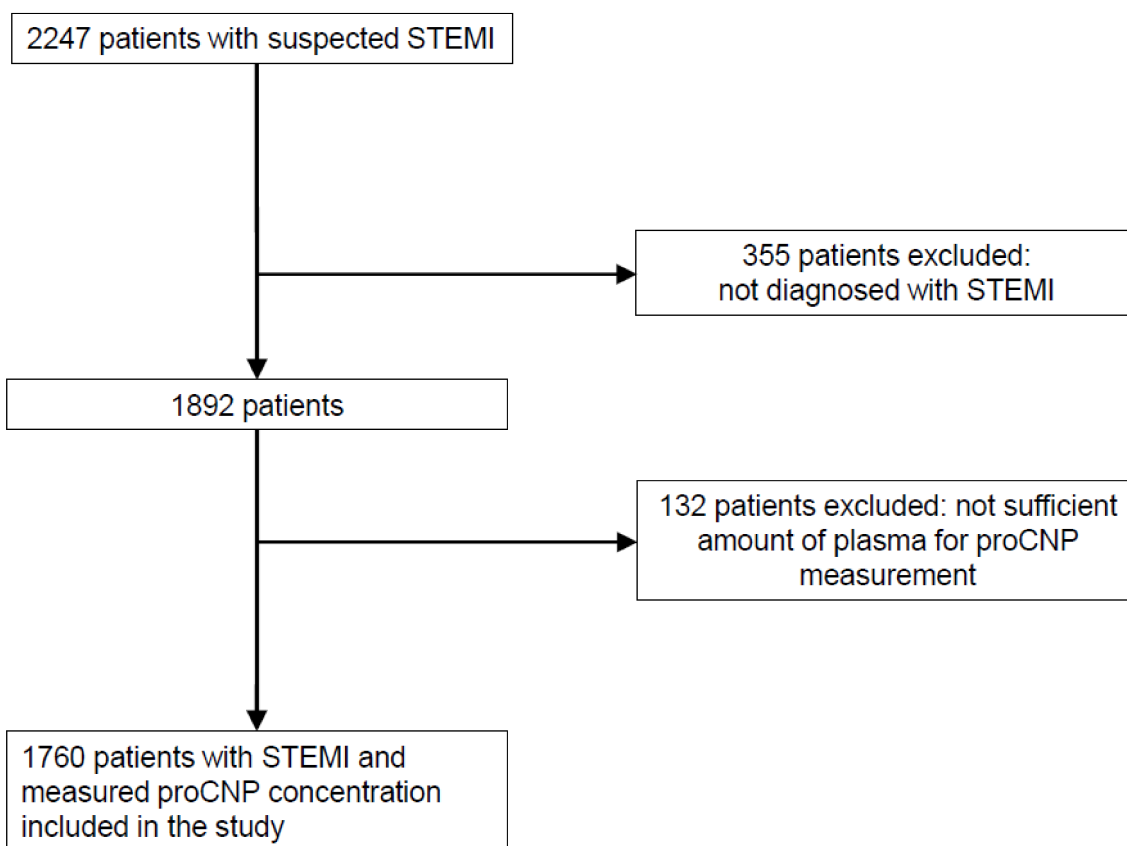 2247 patients with suspected STEMI
355 patients excluded:
not diagnosed with STEMI
1892 patients
132 patients excluded: not sufficient
amount of plasma for proCNP
measurement
1760 patients with STEMI and
measured proCNP concentration
included in the study